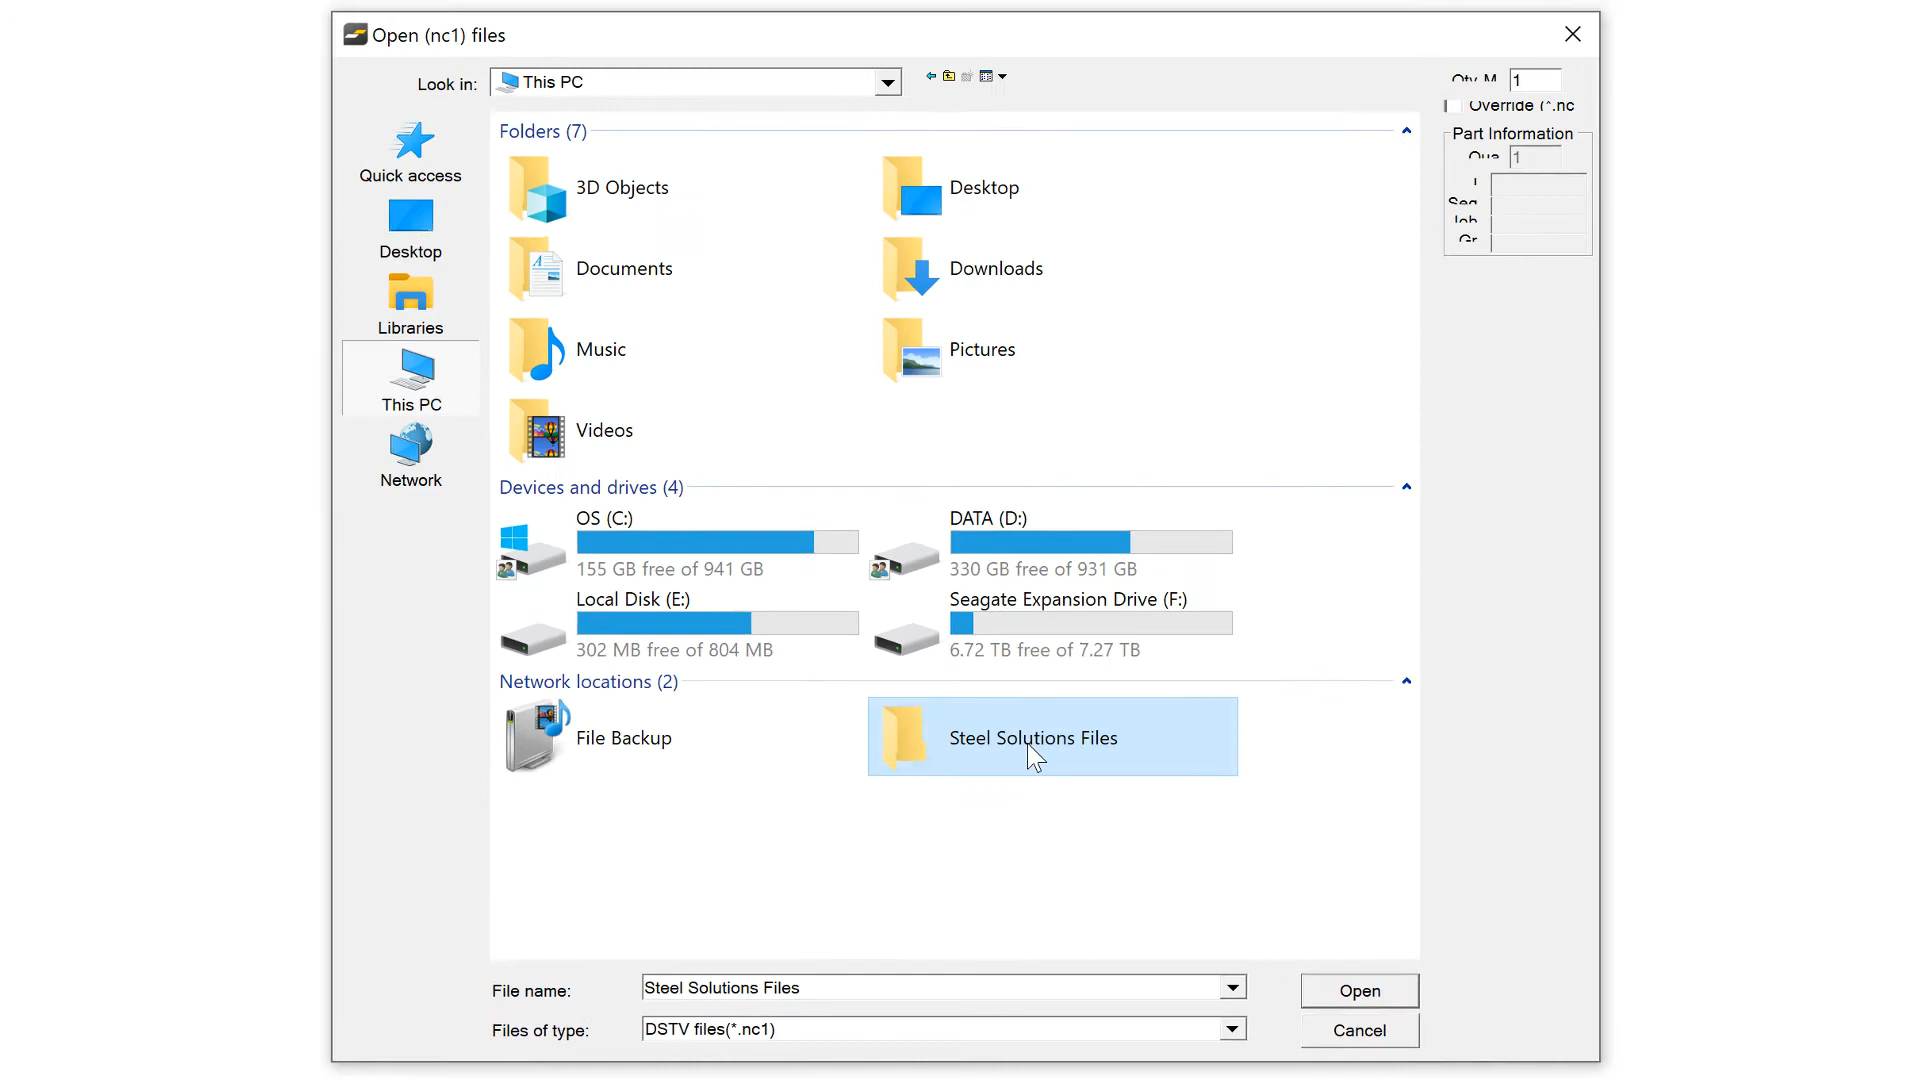 Open (nc1) files
Look in:
This PC
1
Override (*.nc
Part Information
1
Quick access
Desktop
Libraries
This PC
Network
Folders (7)
3D Objects
Desktop
Documents
Downloads
Music
Pictures
Videos
Devices and drives (4)
OS (C:)
155 GB free of 941 GB
DATA (D:)
330 GB free of 931 GB
Local Disk (E:)
302 MB free of 804 MB
Seagate Expansion Drive (F:)
6.72 TB free of 7.27 TB
Network locations (2)
File Backup
Steel Solutions Files
File name:
Steel Solutions Files
Open
Files of type:
DSTV files(*.nc1)
Cancel